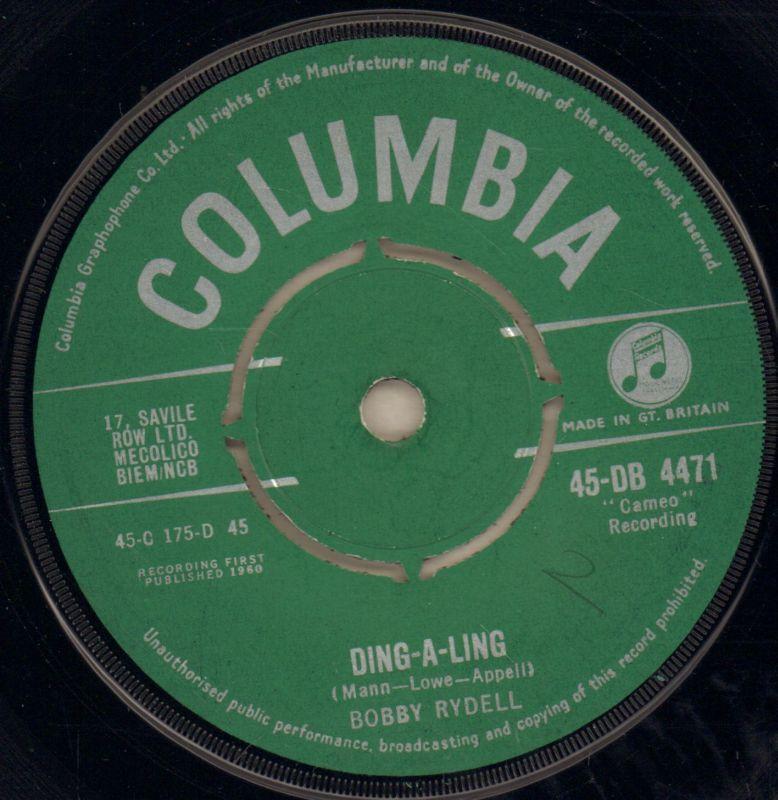 Columbia Graphophone Co. Ltd. · All rights of the Manufacturer and of the Owner of the recorded work reserved.
COLUMBIA
Columbia
Records
17, SAVILE
ROW LTD.
MECOLICO
BIEM/NCB
MADE IN GT. BRITAIN
45-DB 4471
"Cameo"
Recording
45-C 175-D 45
RECORDING FIRST
PUBLISHED 1960
DING-A-LING
(Mann—Lowe—Appell)
BOBBY RYDELL
Unauthorised public performance, broadcasting and copying of this record prohibited.